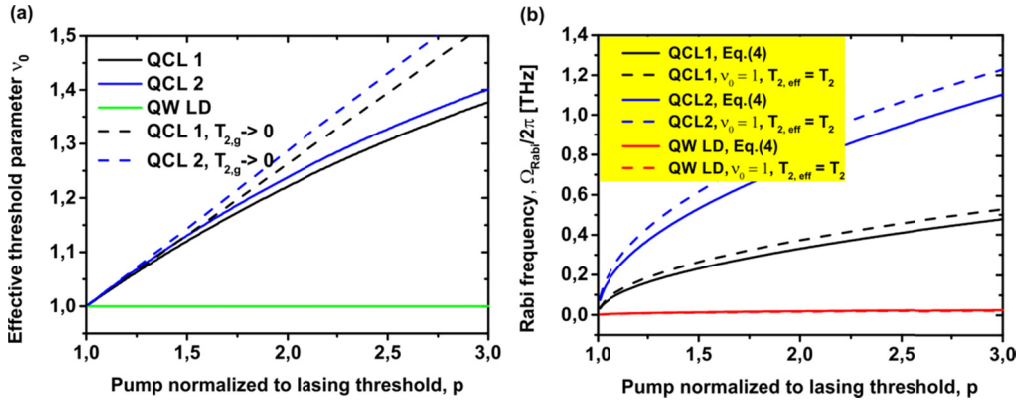 (a)
Effective threshold parameter ν₀
1,5
1,4
1,3
1,2
1,1
1,0
QCL 1
QCL 2
QW LD
QCL 1, T₂,g-> 0
QCL 2, T₂,g-> 0
1,0 1,5 2,0 2,5 3,0
Pump normalized to lasing threshold, p
(b)
Rabi frequency, Ω_Rabi/2π [THz]
1,4
1,2
1,0
0,8
0,6
0,4
0,2
0,0
QCL1, Eq.(4)
QCL1, ν₀ = 1, T₂, eff = T₂
QCL2, Eq.(4)
QCL2, ν₀ = 1, T₂, eff = T₂
QW LD, Eq.(4)
QW LD, ν₀ = 1, T₂, eff = T₂
1,0 1,5 2,0 2,5 3,0
Pump normalized to lasing threshold, p